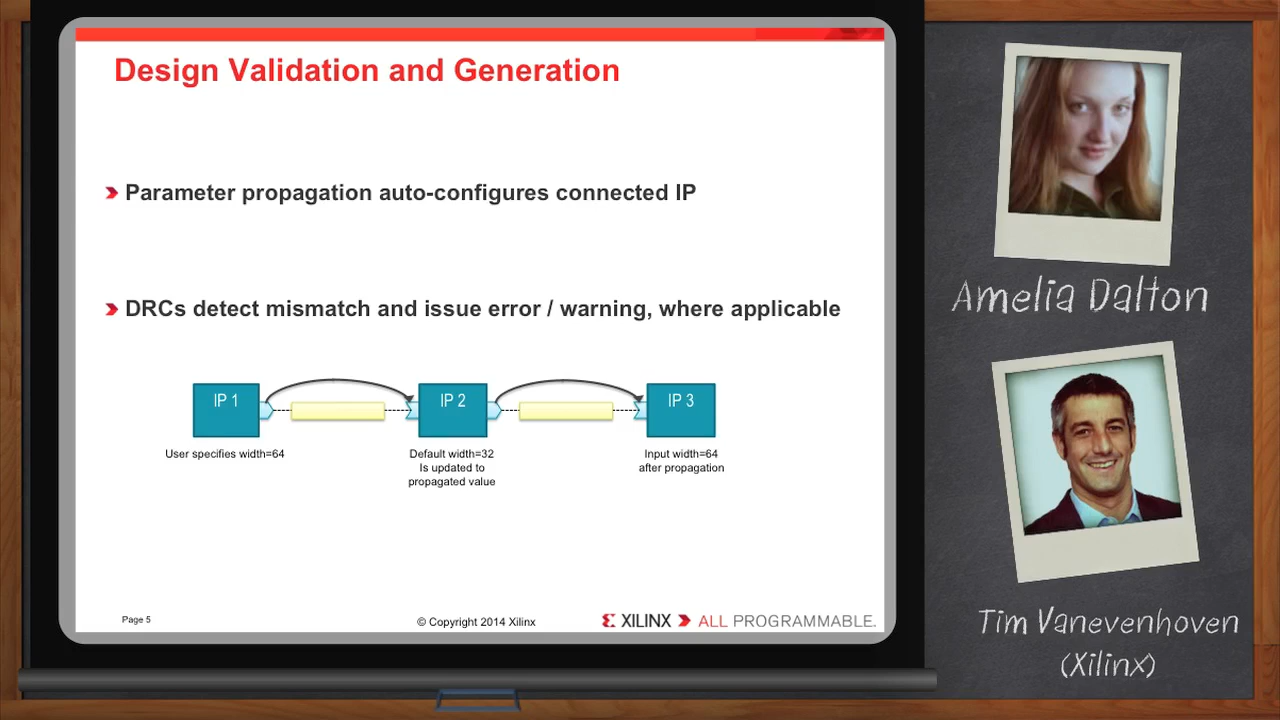 Design Validation and Generation
Parameter propagation auto-configures connected IP
DRCs detect mismatch and issue error / warning, where applicable
IP 1
IP 2
IP 3
User specifies width=64
Default width=32
Is updated to
propagated value
Input width=64
after propagation
Page 5
© Copyright 2014 Xilinx
XILINX ALL PROGRAMMABLE.
Amelia Dalton
Tim Vanevenhoven
(Xilinx)